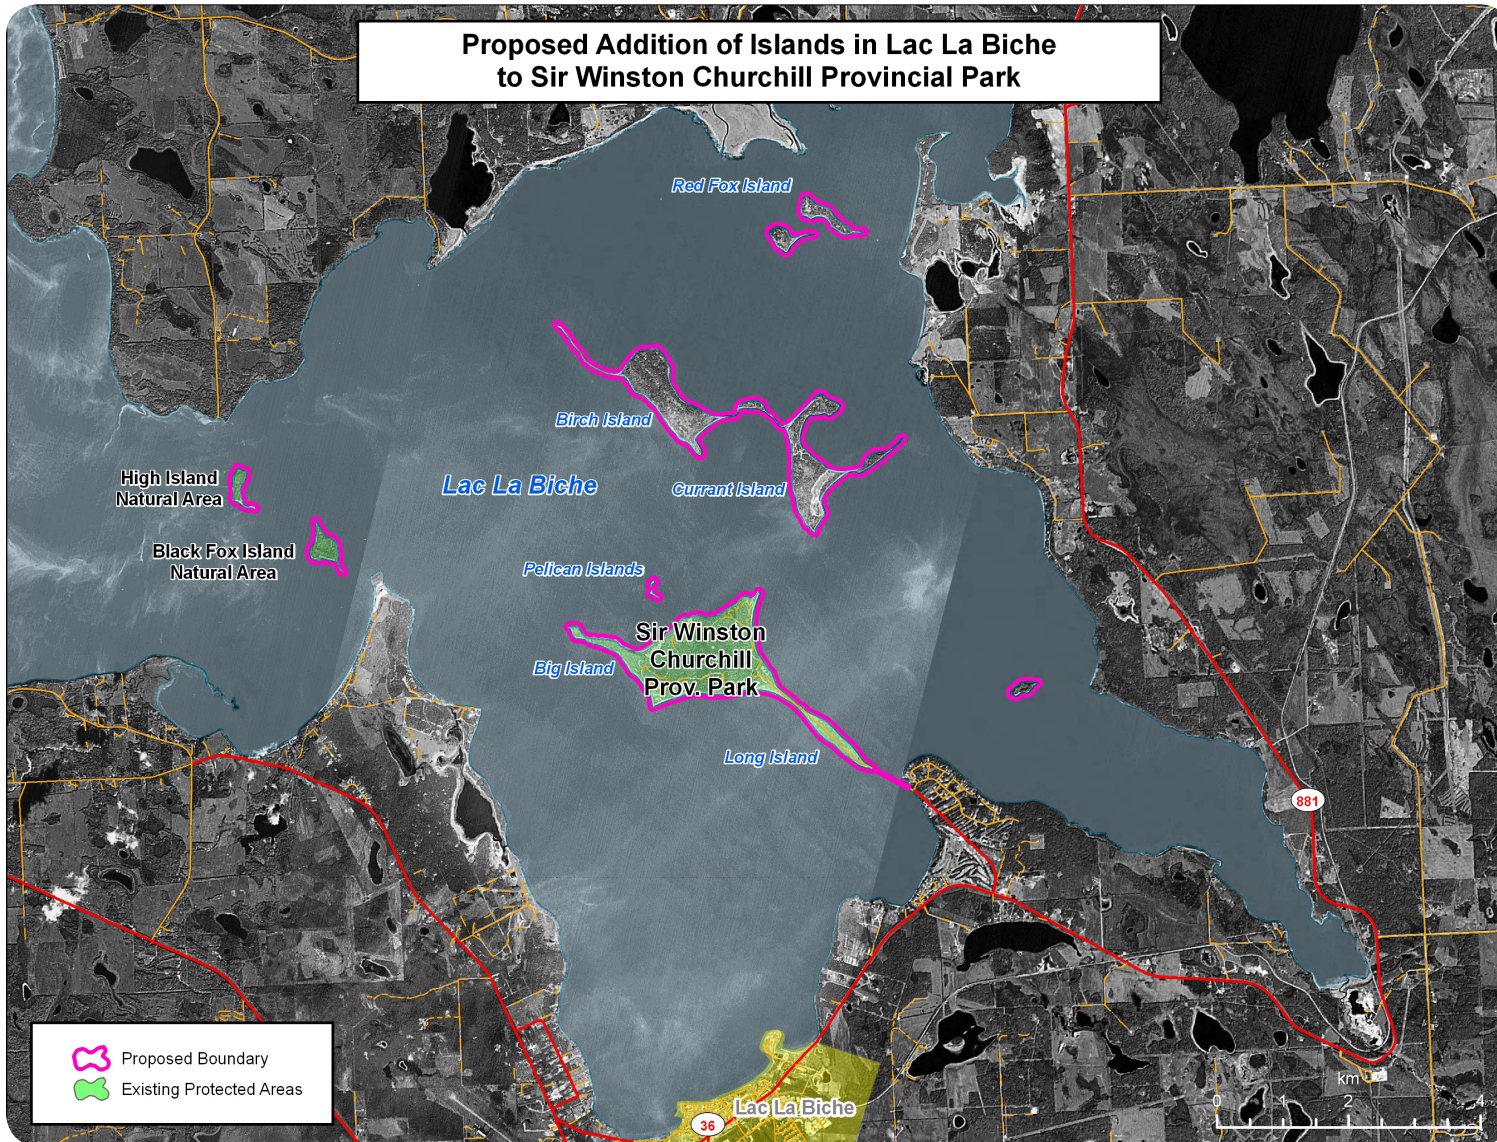 Proposed Addition of Islands in Lac La Biche
to Sir Winston Churchill Provincial Park
Red Fox Island
Birch Island
Currant Island
Lac La Biche
High Island
Natural Area
Black Fox Island
Natural Area
Pelican Islands
Sir Winston
Churchill
Prov. Park
Big Island
Long Island
881
Proposed Boundary
Existing Protected Areas
km
0 1 2 4
Lac La Biche
36